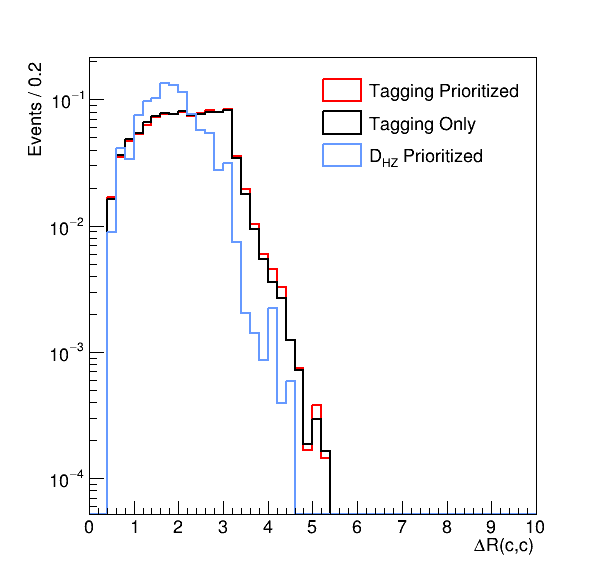 Events / 0.2
10⁻¹
10⁻²
10⁻³
10⁻⁴
Tagging Prioritized
Tagging Only
D_HZ Prioritized
0 1 2 3 4 5 6 7 8 9 10
ΔR(c,c)